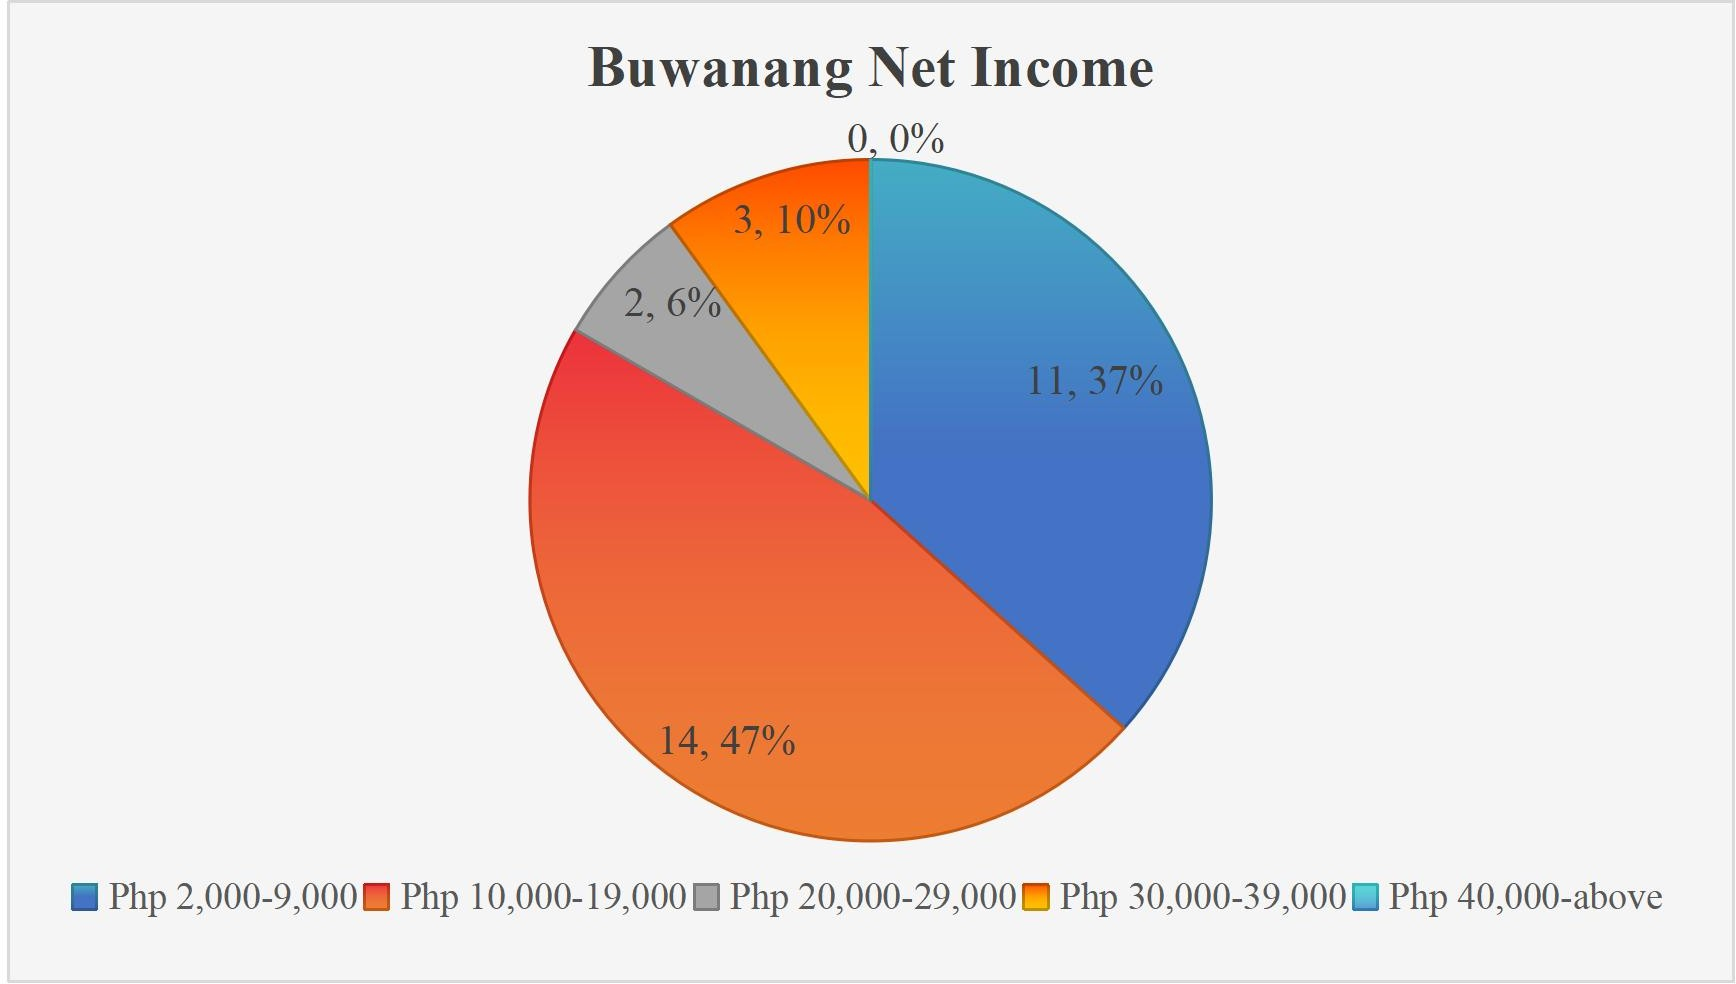 Buwanang Net Income
0, 0%
3, 10%
2, 6%
11, 37%
14, 47%
Php 2,000-9,000 Php 10,000-19,000 Php 20,000-29,000 Php 30,000-39,000 Php 40,000-above